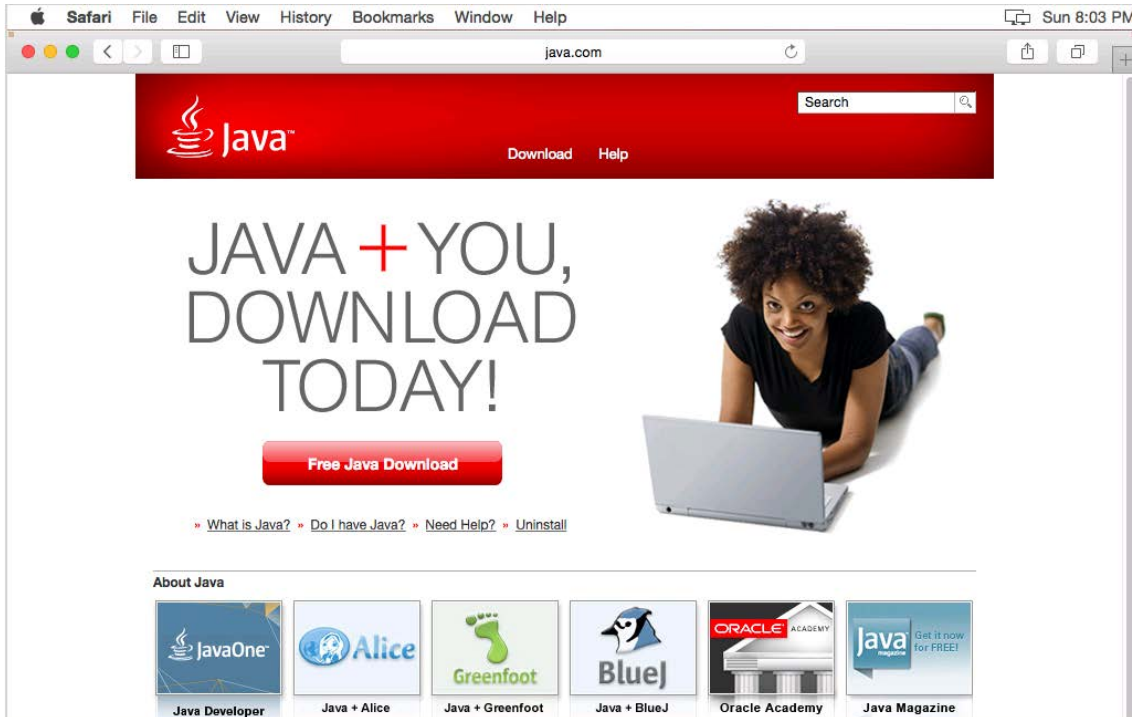 Safari File Edit View History Bookmarks Window Help Sun 8:03 PM
java.com
Java™
Search
Download Help
JAVA + YOU,
DOWNLOAD
TODAY!
Free Java Download
» What is Java? » Do I have Java? » Need Help? » Uninstall
About Java
JavaOne™
Alice
Greenfoot
BlueJ
ORACLE ACADEMY
Java magazine
Get it now
for FREE!
Java Developer
Java + Alice
Java + Greenfoot
Java + BlueJ
Oracle Academy
Java Magazine